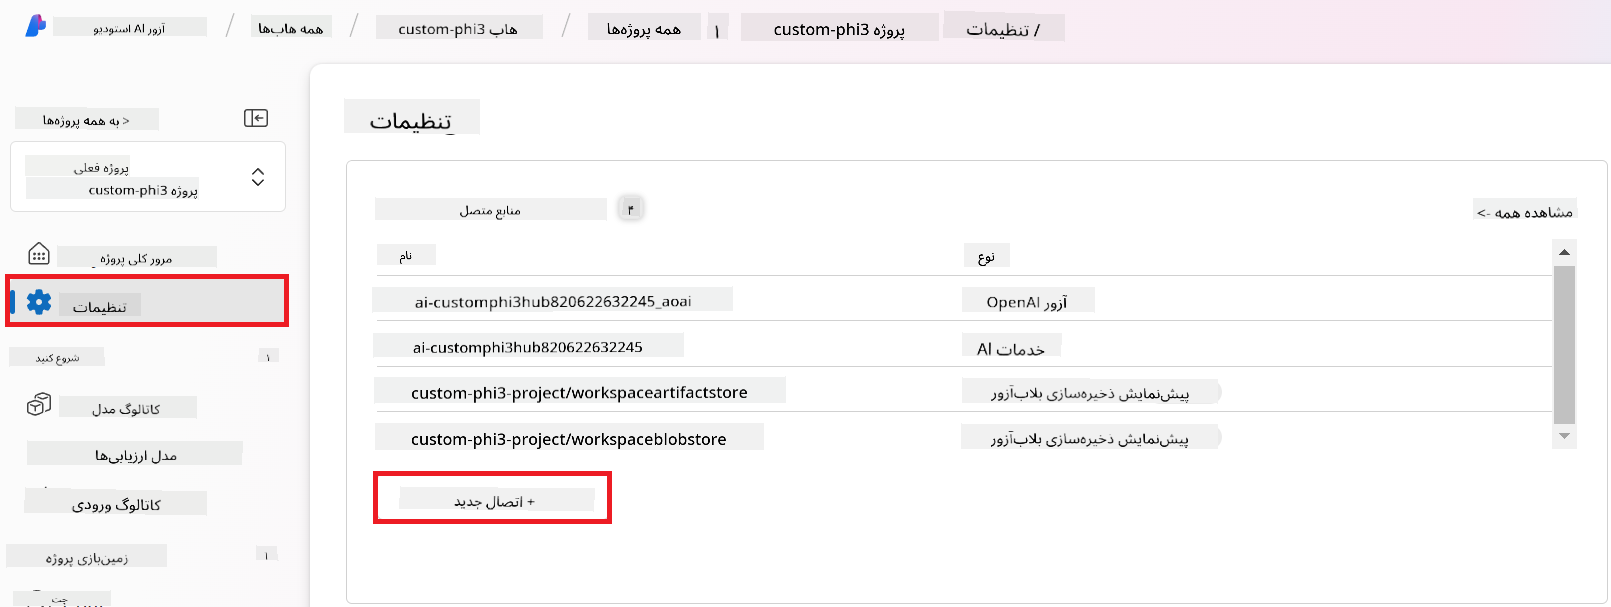 آزور AI استودیو / همه هاب‌ها / هاب custom-phi3 / همه پروژه‌ها ۱ پروژه custom-phi3 / تنظیمات
< به همه پروژه‌ها
پروژه فعلی
پروژه custom-phi3
مرور کلی پروژه
تنظیمات
شروع کنید ۱
کاتالوگ مدل
مدل ارزیابی‌ها
کاتالوگ ورودی
زمین‌بازی پروژه ۱
چت
تنظیمات
منابع متصل ۴
مشاهده همه ->
نام نوع
ai-customphi3hub820622632245_aoai آزور OpenAI
ai-customphi3hub820622632245 خدمات AI
custom-phi3-project/workspaceartifactstore پیش‌نمایش ذخیره‌سازی بلاب‌آزور
custom-phi3-project/workspaceblobstore پیش‌نمایش ذخیره‌سازی بلاب‌آزور
+ اتصال جدید